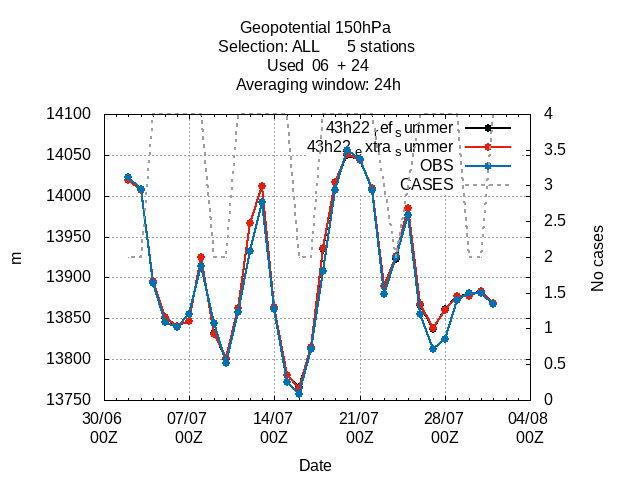 Geopotential 150hPa
Selection: ALL 5 stations
Used 06 + 24
Averaging window: 24h
14100
14050
14000
13950
13900
13850
13800
13750
m
4
3.5
3
2.5
2
1.5
1
0.5
0
No cases
43h22_ref_summer
43h22_extra_summer
OBS
CASES
30/06 07/07 14/07 21/07 28/07 04/08
00Z 00Z 00Z 00Z 00Z 00Z
Date